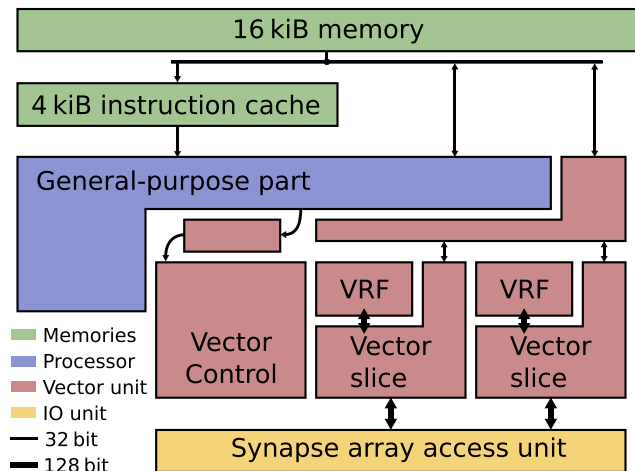 16 kiB memory
4 kiB instruction cache
General-purpose part
VRF
VRF
Vector
Control
Vector
slice
Vector
slice
Memories
Processor
Vector unit
IO unit
32 bit
128 bit
Synapse array access unit